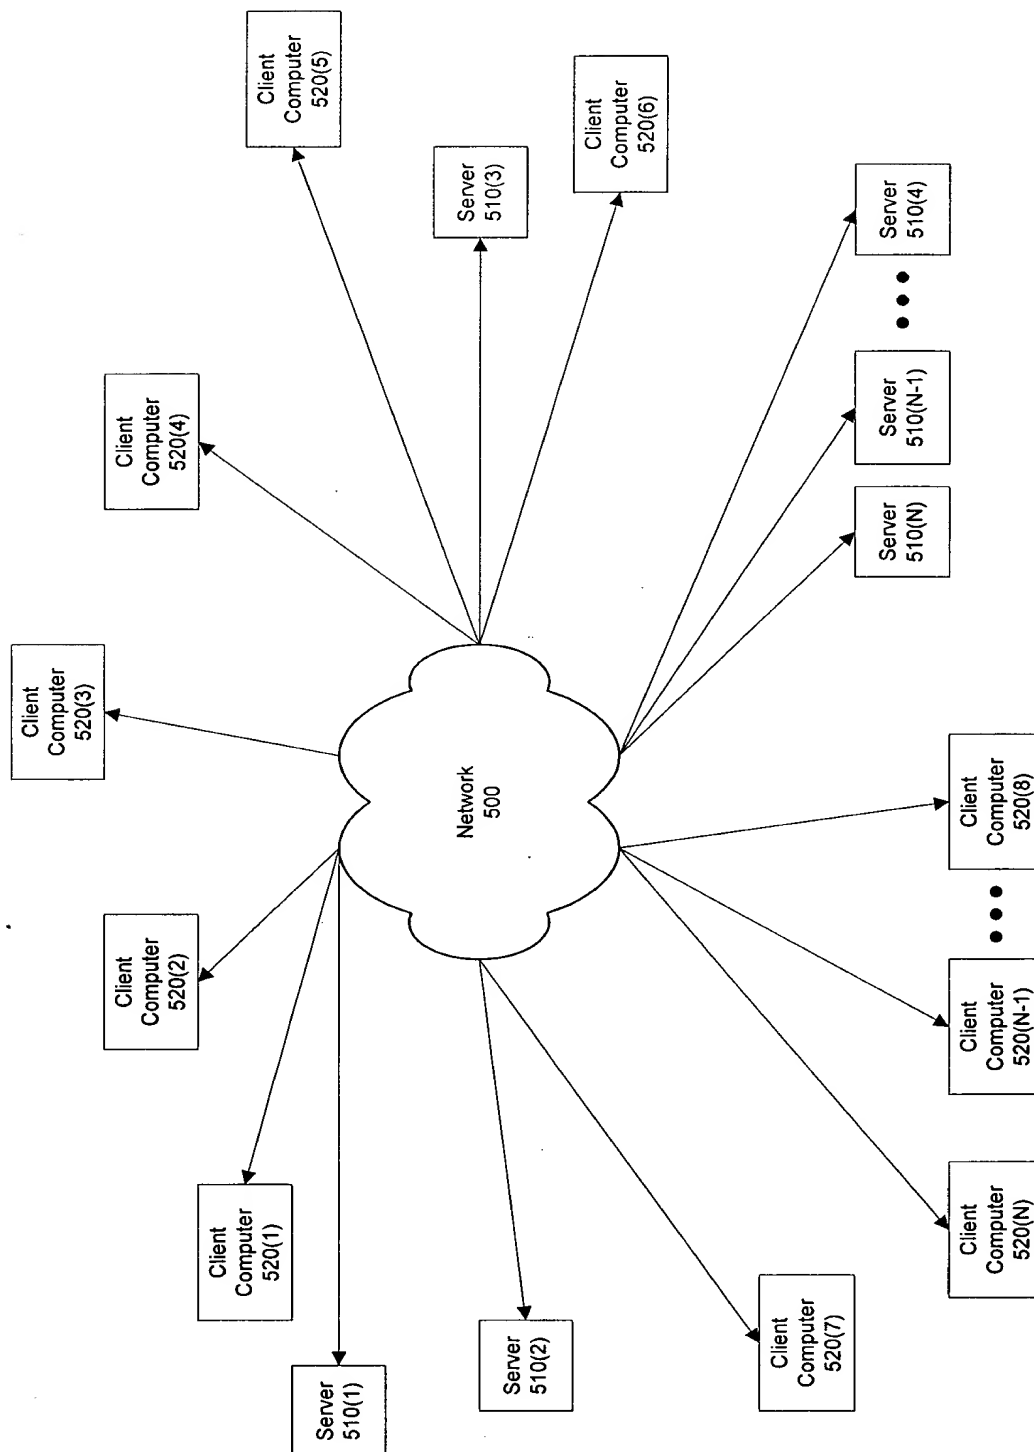 Client
Computer
520(3)
Client
Computer
520(2)
Client
Computer
520(4)
Client
Computer
520(1)
Client
Computer
520(5)
Server
510(1)
Server
510(3)
Network
500
Server
510(2)
Client
Computer
520(6)
Client
Computer
520(7)
Server
510(N)
Server
510(N-1)
Server
510(4)
Client
Computer
520(N)
Client
Computer
520(N-1)
Client
Computer
520(8)